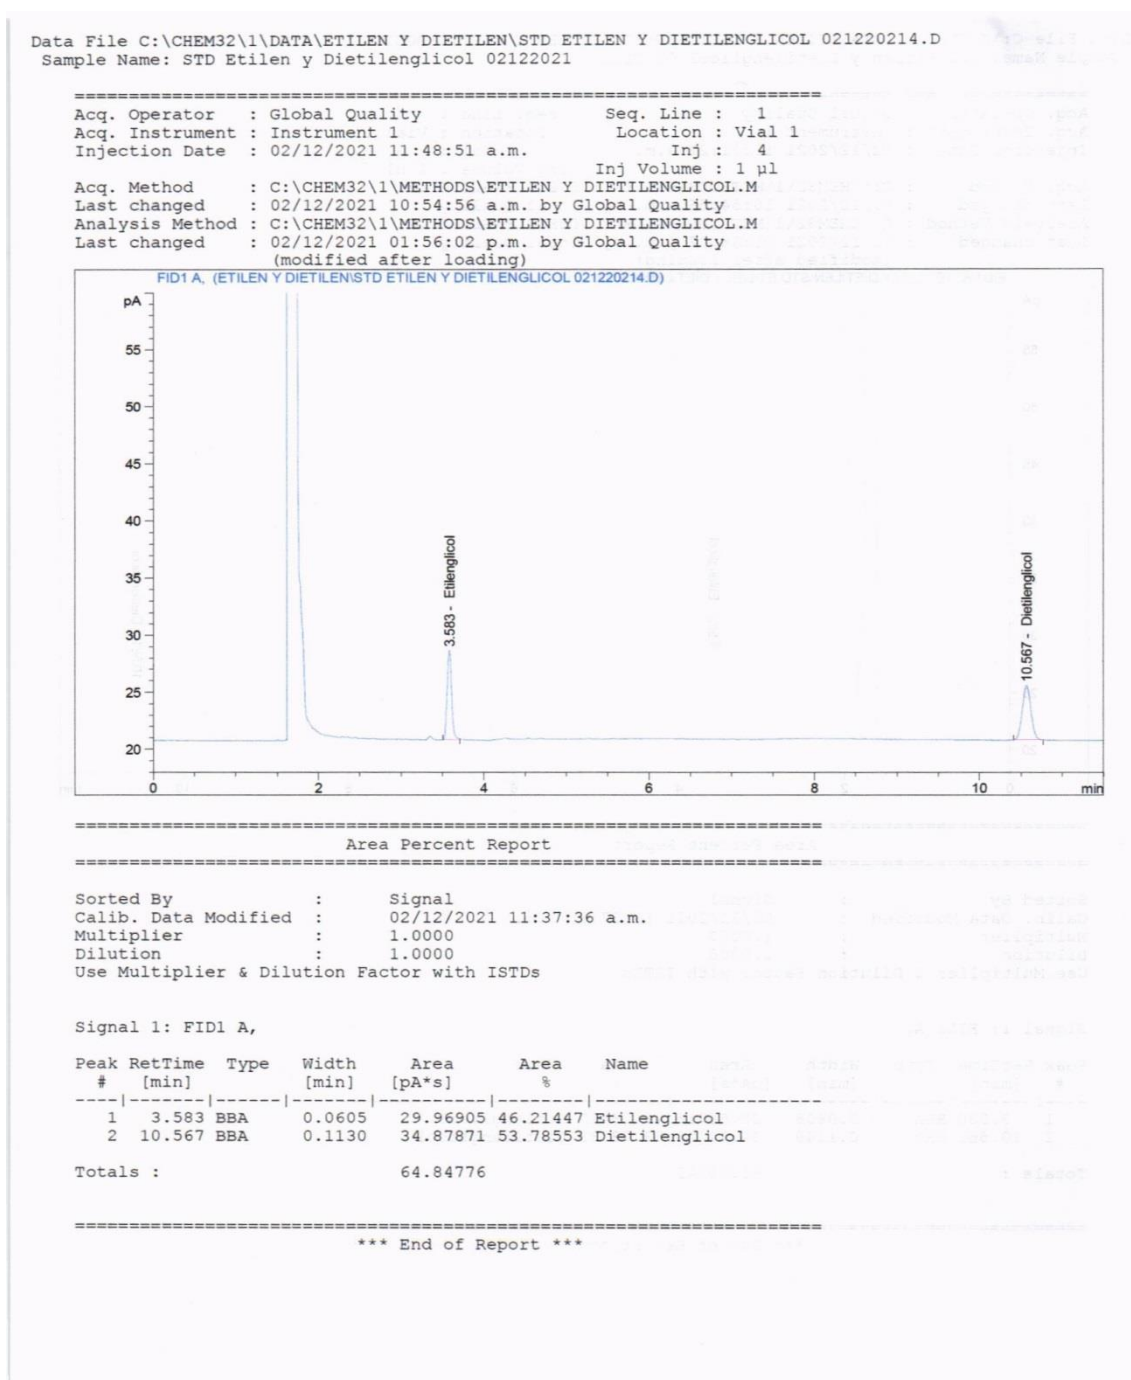 Data File C:\CHEM32\1\DATA\ETILEN Y DIETILEN\STD ETILEN Y DIETILENGLICOL 021220214.D
Sample Name: STD Etilen y Dietilenglicol 02122021
=====================================================================
Acq. Operator : Global Quality Seq. Line : 1
Acq. Instrument : Instrument 1 Location : Vial 1
Injection Date : 02/12/2021 11:48:51 a.m. Inj : 4
Inj Volume : 1 µl
Acq. Method : C:\CHEM32\1\METHODS\ETILEN Y DIETILENGLICOL.M
Last changed : 02/12/2021 10:54:56 a.m. by Global Quality
Analysis Method : C:\CHEM32\1\METHODS\ETILEN Y DIETILENGLICOL.M
Last changed : 02/12/2021 01:56:02 p.m. by Global Quality
(modified after loading)
FID1 A, (ETILEN Y DIETILEN\STD ETILEN Y DIETILENGLICOL 021220214.D)
pA
55
50
45
40
35
30
25
20
3.583 - Etilenglicol
10.567 - Dietilenglicol
0 2 4 6 8 10 min
=====================================================================
Area Percent Report
=====================================================================
Sorted By : Signal
Calib. Data Modified : 02/12/2021 11:37:36 a.m.
Multiplier : 1.0000
Dilution : 1.0000
Use Multiplier & Dilution Factor with ISTDs
Signal 1: FID1 A,
Peak RetTime Type Width Area Area Name
# [min] [min] [pA*s] %
----|-------|------|-------|----------|--------|---------------------
1 3.583 BBA 0.0605 29.96905 46.21447 Etilenglicol
2 10.567 BBA 0.1130 34.87871 53.78553 Dietilenglicol
Totals : 64.84776
=====================================================================
*** End of Report ***